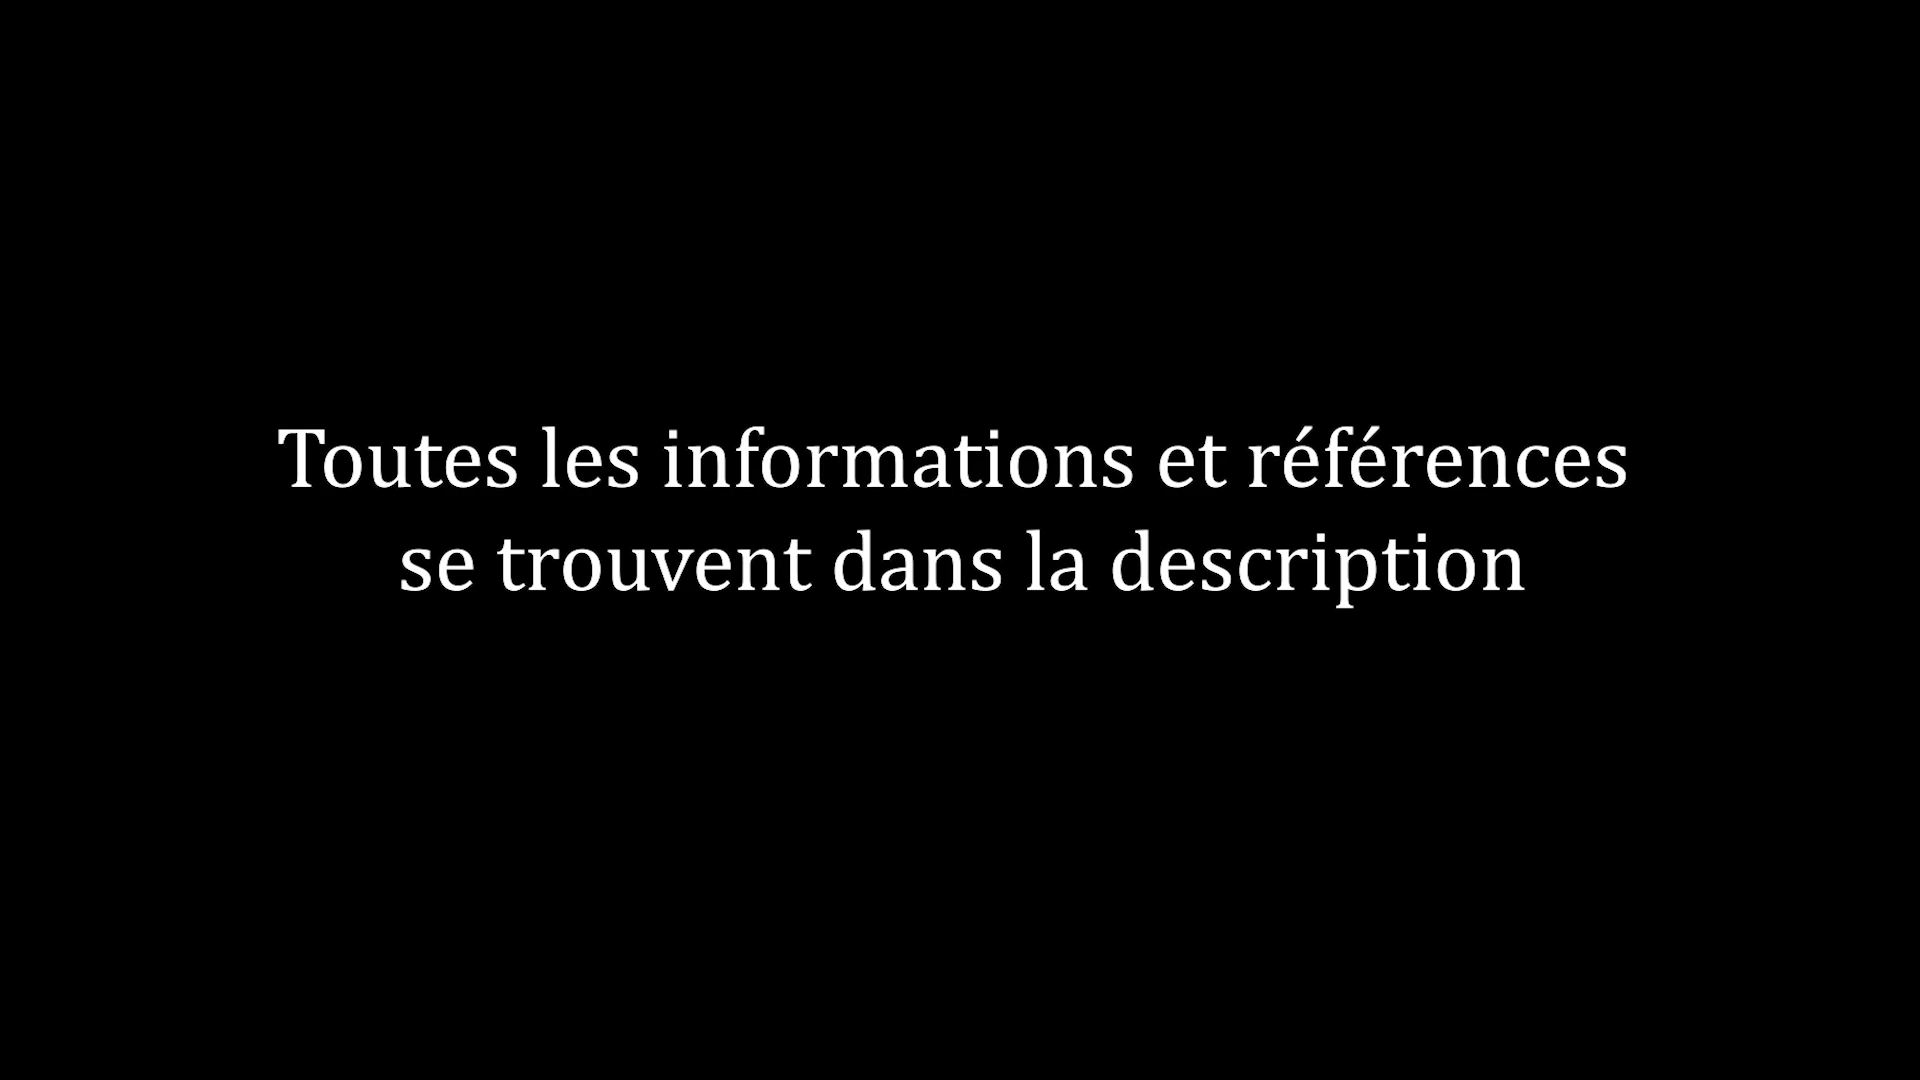 Toutes les informations et références
se trouvent dans la description